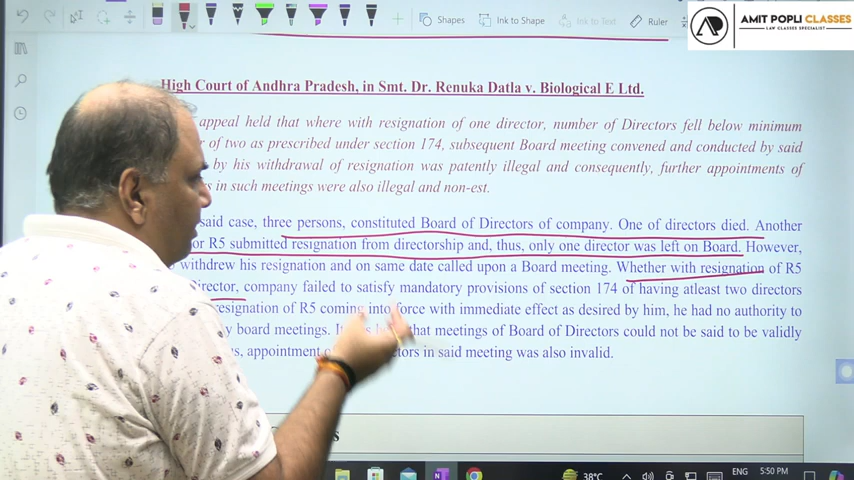 Shapes Ink to Shape Ink to Text Ruler
AMIT POPLI CLASSES
LAW CLASSES SPECIALIST
High Court of Andhra Pradesh, in Smt. Dr. Renuka Datla v. Biological E Ltd.
appeal held that where with resignation of one director, number of Directors fell below minimum
of two as prescribed under section 174, subsequent Board meeting convened and conducted by said
by his withdrawal of resignation was patently illegal and consequently, further appointments of
in such meetings were also illegal and non-est.
said case, three persons, constituted Board of Directors of company. One of directors died. Another
R5 submitted resignation from directorship and, thus, only one director was left on Board. However,
withdrew his resignation and on same date called upon a Board meeting. Whether with resignation of R5
Director, company failed to satisfy mandatory provisions of section 174 of having atleast two directors
resignation of R5 coming into force with immediate effect as desired by him, he had no authority to
board meetings. that meetings of Board of Directors could not be said to be validly
appointment in said meeting was also invalid.
38°C ENG 5:50 PM